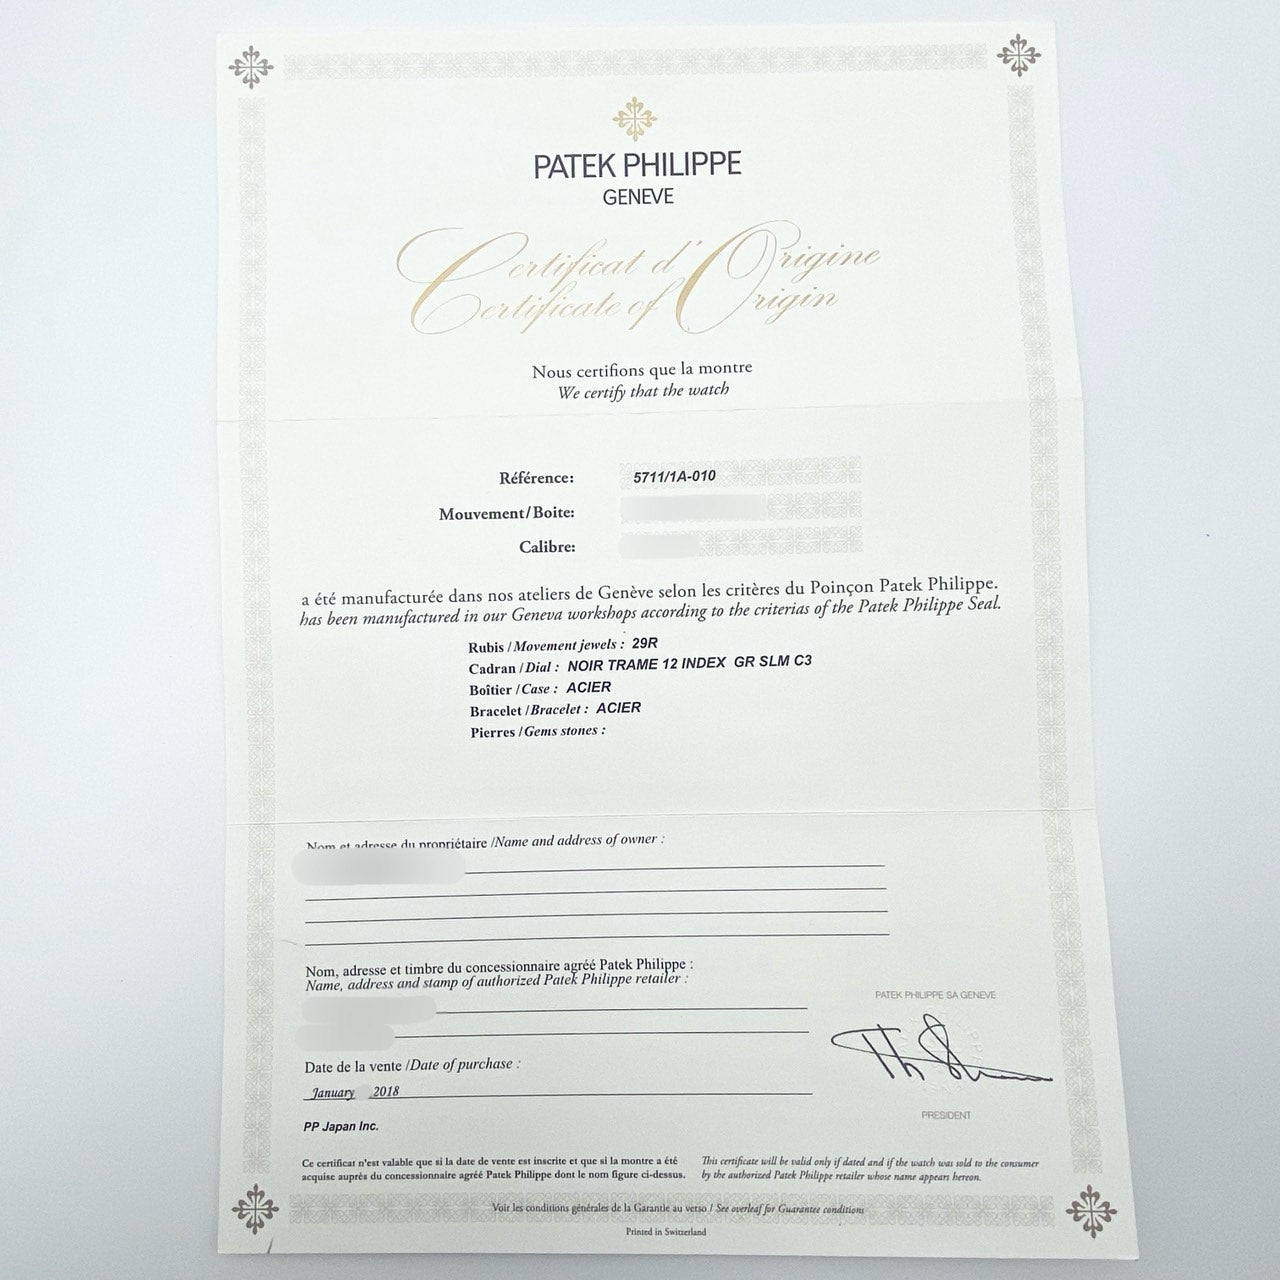 PATEK PHILIPPE
GENEVE
Certificat d'Origine
Certificate of Origin
Nous certifions que la montre
We certify that the watch
Référence: 5711/1A-010
Mouvement/Boite:
Calibre:
a été manufacturée dans nos ateliers de Genève selon les critères du Poinçon Patek Philippe.
has been manufactured in our Geneva workshops according to the criterias of the Patek Philippe Seal.
Rubis / Movement jewels : 29R
Cadran / Dial : NOIR TRAME 12 INDEX GR SLM C3
Boîtier / Case : ACIER
Bracelet / Bracelet : ACIER
Pierres / Gems stones :
Nom et adresse du propriétaire / Name and address of owner :
Nom, adresse et timbre du concessionnaire agréé Patek Philippe :
Name, address and stamp of authorized Patek Philippe retailer :
PATEK PHILIPPE SA GENEVE
Date de la vente / Date of purchase :
January 2018
PRESIDENT
PP Japan Inc.
Ce certificat n'est valable que si la date de vente est inscrite et que si la montre a été
acquise auprès du concessionnaire agréé Patek Philippe dont le nom figure ci-dessus.
This certificate will be valid only if dated and if the watch was sold to the consumer
by the authorized Patek Philippe retailer whose name appears hereon.
Voir les conditions générales de la Garantie au verso / See overleaf for Guarantee conditions
Printed in Switzerland